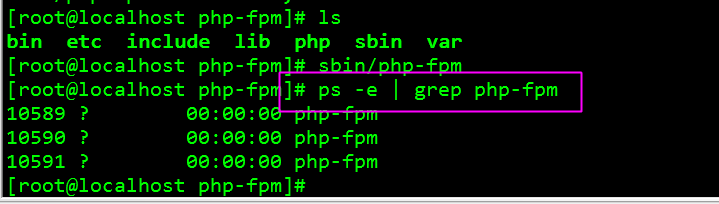 [root@localhost php-fpm]# ls
bin  etc  include  lib  php  sbin  var
[root@localhost php-fpm]# sbin/php-fpm
[root@localhost php-fpm]# ps -e | grep php-fpm
10589 ?        00:00:00 php-fpm
10590 ?        00:00:00 php-fpm
10591 ?        00:00:00 php-fpm
[root@localhost php-fpm]#